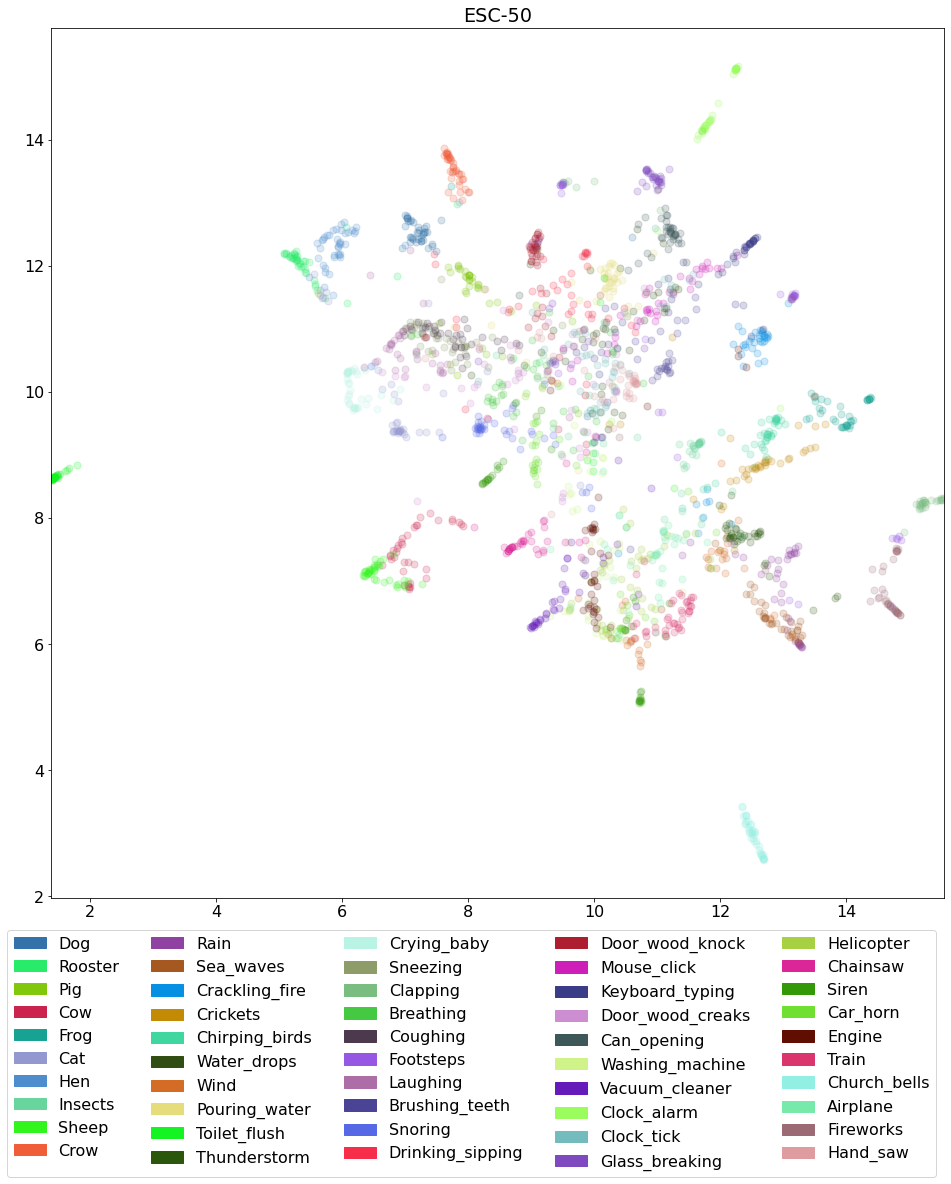 ESC-50
14
12
10
8
6
4
2
2 4 6 8 10 12 14
Dog Rain Crying_baby Door_wood_knock Helicopter
Rooster Sea_waves Sneezing Mouse_click Chainsaw
Pig Crackling_fire Clapping Keyboard_typing Siren
Cow Crickets Breathing Door_wood_creaks Car_horn
Frog Chirping_birds Coughing Can_opening Engine
Cat Water_drops Footsteps Washing_machine Train
Hen Wind Laughing Vacuum_cleaner Church_bells
Insects Pouring_water Brushing_teeth Clock_alarm Airplane
Sheep Toilet_flush Snoring Clock_tick Fireworks
Crow Thunderstorm Drinking_sipping Glass_breaking Hand_saw